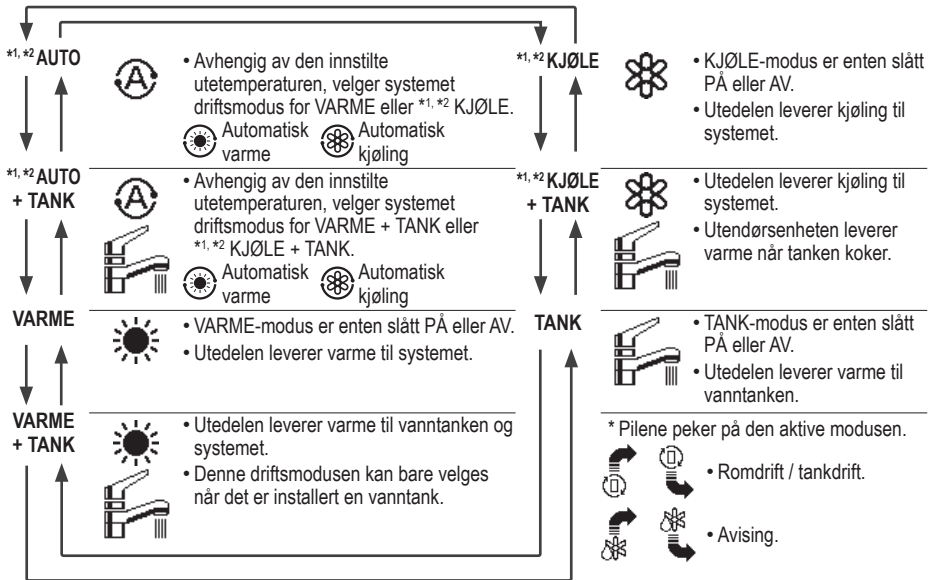 *1, *2 AUTO
• Avhengig av den innstilte
utetemperaturen, velger systemet
driftsmodus for VARME eller *1, *2 KJØLE.
Automatisk
varme
Automatisk
kjøling
*1, *2 AUTO
+ TANK
• Avhengig av den innstilte
utetemperaturen, velger systemet
driftsmodus for VARME + TANK eller
*1, *2 KJØLE + TANK.
Automatisk
varme
Automatisk
kjøling
VARME
• VARME-modus er enten slått PÅ eller AV.
• Utedelen leverer varme til systemet.
VARME
+ TANK
• Utedelen leverer varme til vanntanken og
systemet.
• Denne driftsmodusen kan bare velges
når det er installert en vanntank.
*1, *2 KJØLE
• KJØLE-modus er enten slått
PÅ eller AV.
• Utedelen leverer kjøling til
systemet.
*1, *2 KJØLE
+ TANK
• Utedelen leverer kjøling til
systemet.
• Utendørsenheten leverer
varme når tanken koker.
TANK
• TANK-modus er enten slått
PÅ eller AV.
• Utedelen leverer varme til
vanntanken.
* Pilene peker på den aktive modusen.
• Romdrift / tankdrift.
• Avising.